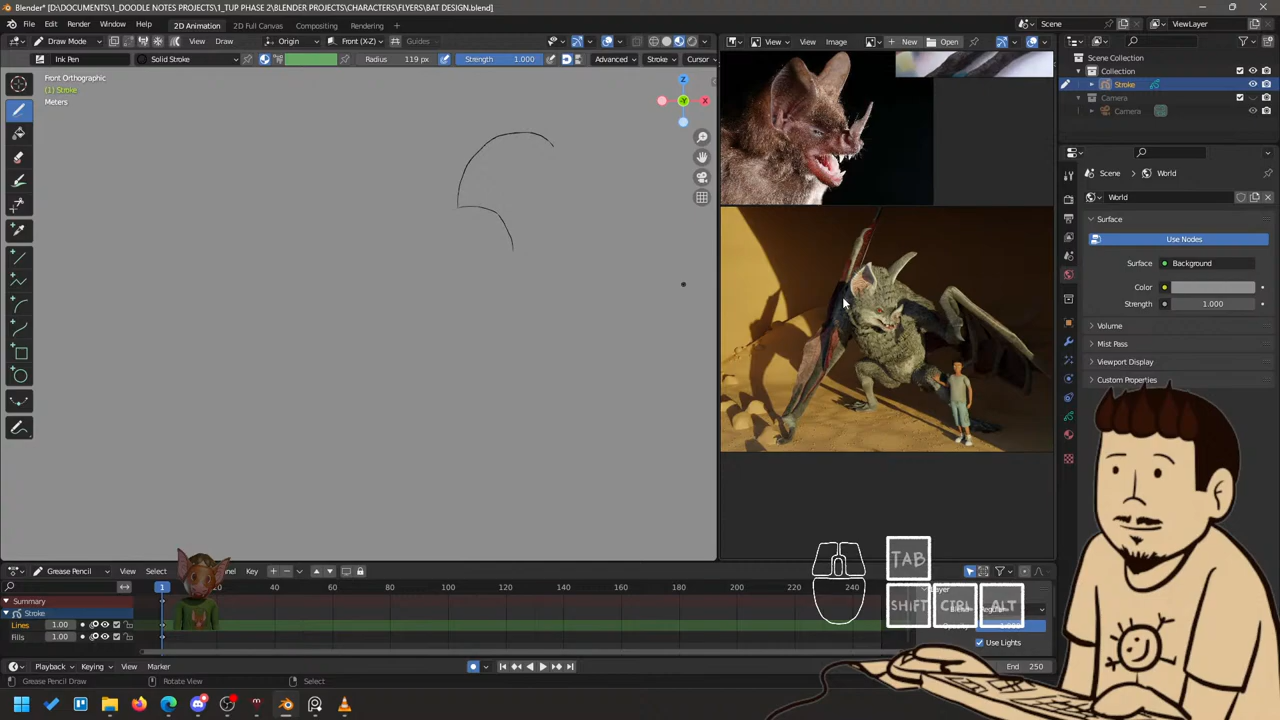 Blender* [D:\DOCUMENTS\1_DOODLE NOTES PROJECTS\1_TUP PHASE 2\BLENDER PROJECTS\CHARACTERS\FLYERS\BAT DESIGN.blend]
File Edit Render Window Help 2D Animation 2D Full Canvas Compositing Rendering Scene ViewLayer
Draw Mode View Draw Origin Front (X-Z) Guides View View Image New Open
Ink Pen Solid Stroke Radius 119 px Strength 1.000 Advanced Stroke Cursor
Front Orthographic
(1) Stroke
Meters
Z
-Y
X
Scene Collection
Collection
Stroke
Camera
Camera
Scene World
World
Surface
Use Nodes
Surface Background
Color
Strength 1.000
Volume
Mist Pass
Viewport Display
Custom Properties
TAB
SHIFT CTRL ALT
Grease Pencil View Select Key
1 20 40 60 80 100 120 140 160 180 200 220 240
Summary
Stroke
Lines 1.00
Fills 1.00
Layer
Blend Regular
Use Lights
Playback Keying View Marker End 250
Grease Pencil Draw Rotate View Select